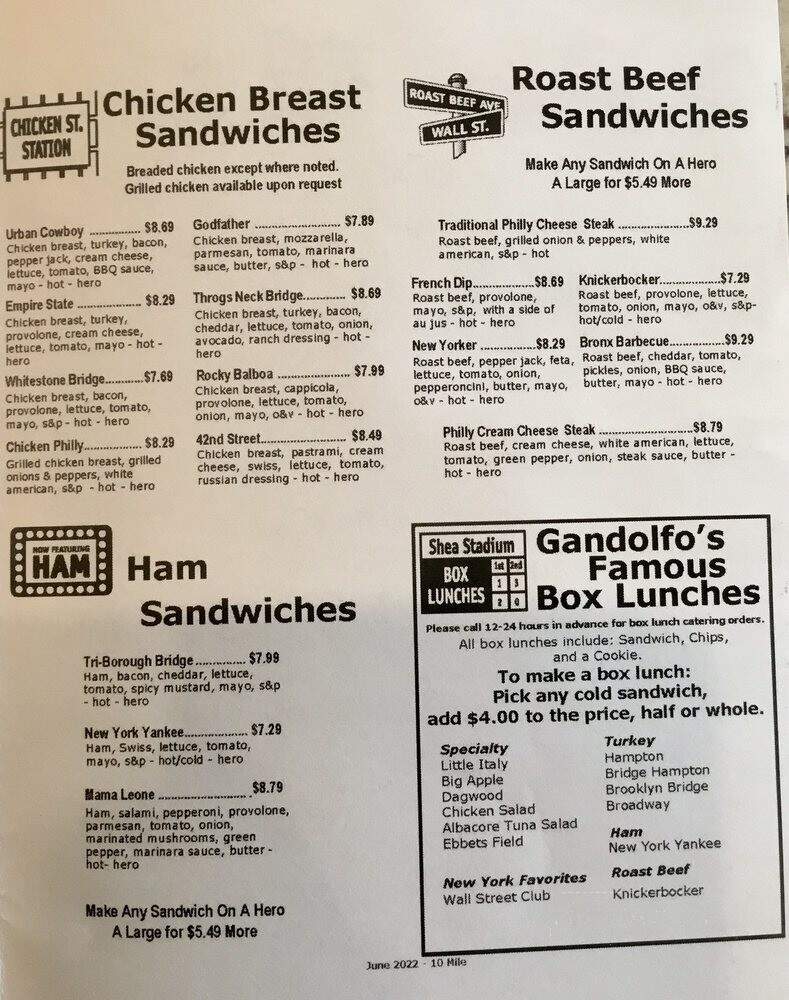 CHICKEN ST.
STATION
Chicken Breast
Sandwiches
Breaded chicken except where noted.
Grilled chicken available upon request
Urban Cowboy ................ $8.69
Chicken breast, turkey, bacon,
pepper jack, cream cheese,
lettuce, tomato, BBQ sauce,
mayo - hot - hero
Empire State ................ $8.29
Chicken breast, turkey,
provolone, cream cheese,
lettuce, tomato, mayo - hot -
hero
Whitestone Bridge............$7.69
Chicken breast, bacon,
provolone, lettuce, tomato,
mayo, s&p - hot - hero
Chicken Philly.................. $8.29
Grilled chicken breast, grilled
onions & peppers, white
american, s&p - hot - hero
Godfather ........................... $7.89
Chicken breast, mozzarella,
parmesan, tomato, marinara
sauce, butter, s&p - hot - hero
Throgs Neck Bridge............. $8.69
Chicken breast, turkey, bacon,
cheddar, lettuce, tomato, onion,
avocado, ranch dressing - hot -
hero
Rocky Balboa ...................... $7.99
Chicken breast, cappicola,
provolone, lettuce, tomato,
onion, mayo, o&v - hot - hero
42nd Street.......................... $8.49
Chicken breast, pastrami, cream
cheese, swiss, lettuce, tomato,
russian dressing - hot - hero
ROAST BEEF AVE
WALL ST.
Roast Beef
Sandwiches
Make Any Sandwich On A Hero
A Large for $5.49 More
Traditional Philly Cheese Steak ......................$9.29
Roast beef, grilled onion & peppers, white
american, s&p - hot
French Dip..................$8.69
Roast beef, provolone,
mayo, s&p, with a side of
au jus - hot - hero
New Yorker .................$8.29
Roast beef, pepper jack, feta,
lettuce, tomato, onion,
pepperoncini, butter, mayo,
o&v - hot - hero
Knickerbocker...................$7.29
Roast beef, provolone, lettuce,
tomato, onion, mayo, o&v, s&p-
hot/cold - hero
Bronx Barbecue.................$9.29
Roast beef, cheddar, tomato,
pickles, onion, BBQ sauce,
butter, mayo - hot - hero
Philly Cream Cheese Steak ..............................$8.79
Roast beef, cream cheese, white american, lettuce,
tomato, green pepper, onion, steak sauce, butter -
hot - hero
NOW FEATURING
HAM
Ham
Sandwiches
Tri-Borough Bridge............... $7.99
Ham, bacon, cheddar, lettuce,
tomato, spicy mustard, mayo, s&p
- hot - hero
New York Yankee................... $7.29
Ham, Swiss, lettuce, tomato,
mayo, s&p - hot/cold - hero
Mama Leone ............................$8.79
Ham, salami, pepperoni, provolone,
parmesan, tomato, onion,
marinated mushrooms, green
pepper, marinara sauce, butter -
hot- hero
Make Any Sandwich On A Hero
A Large for $5.49 More
Shea Stadium
BOX
LUNCHES
1st 2nd
1 3
2 0
Gandolfo's
Famous
Box Lunches
Please call 12-24 hours in advance for box lunch catering orders.
All box lunches include: Sandwich, Chips,
and a Cookie.
To make a box lunch:
Pick any cold sandwich,
add $4.00 to the price, half or whole.
Specialty
Little Italy
Big Apple
Dagwood
Chicken Salad
Albacore Tuna Salad
Ebbets Field
New York Favorites
Wall Street Club
Turkey
Hampton
Bridge Hampton
Brooklyn Bridge
Broadway
Ham
New York Yankee
Roast Beef
Knickerbocker
June 2022 - 10 Mile